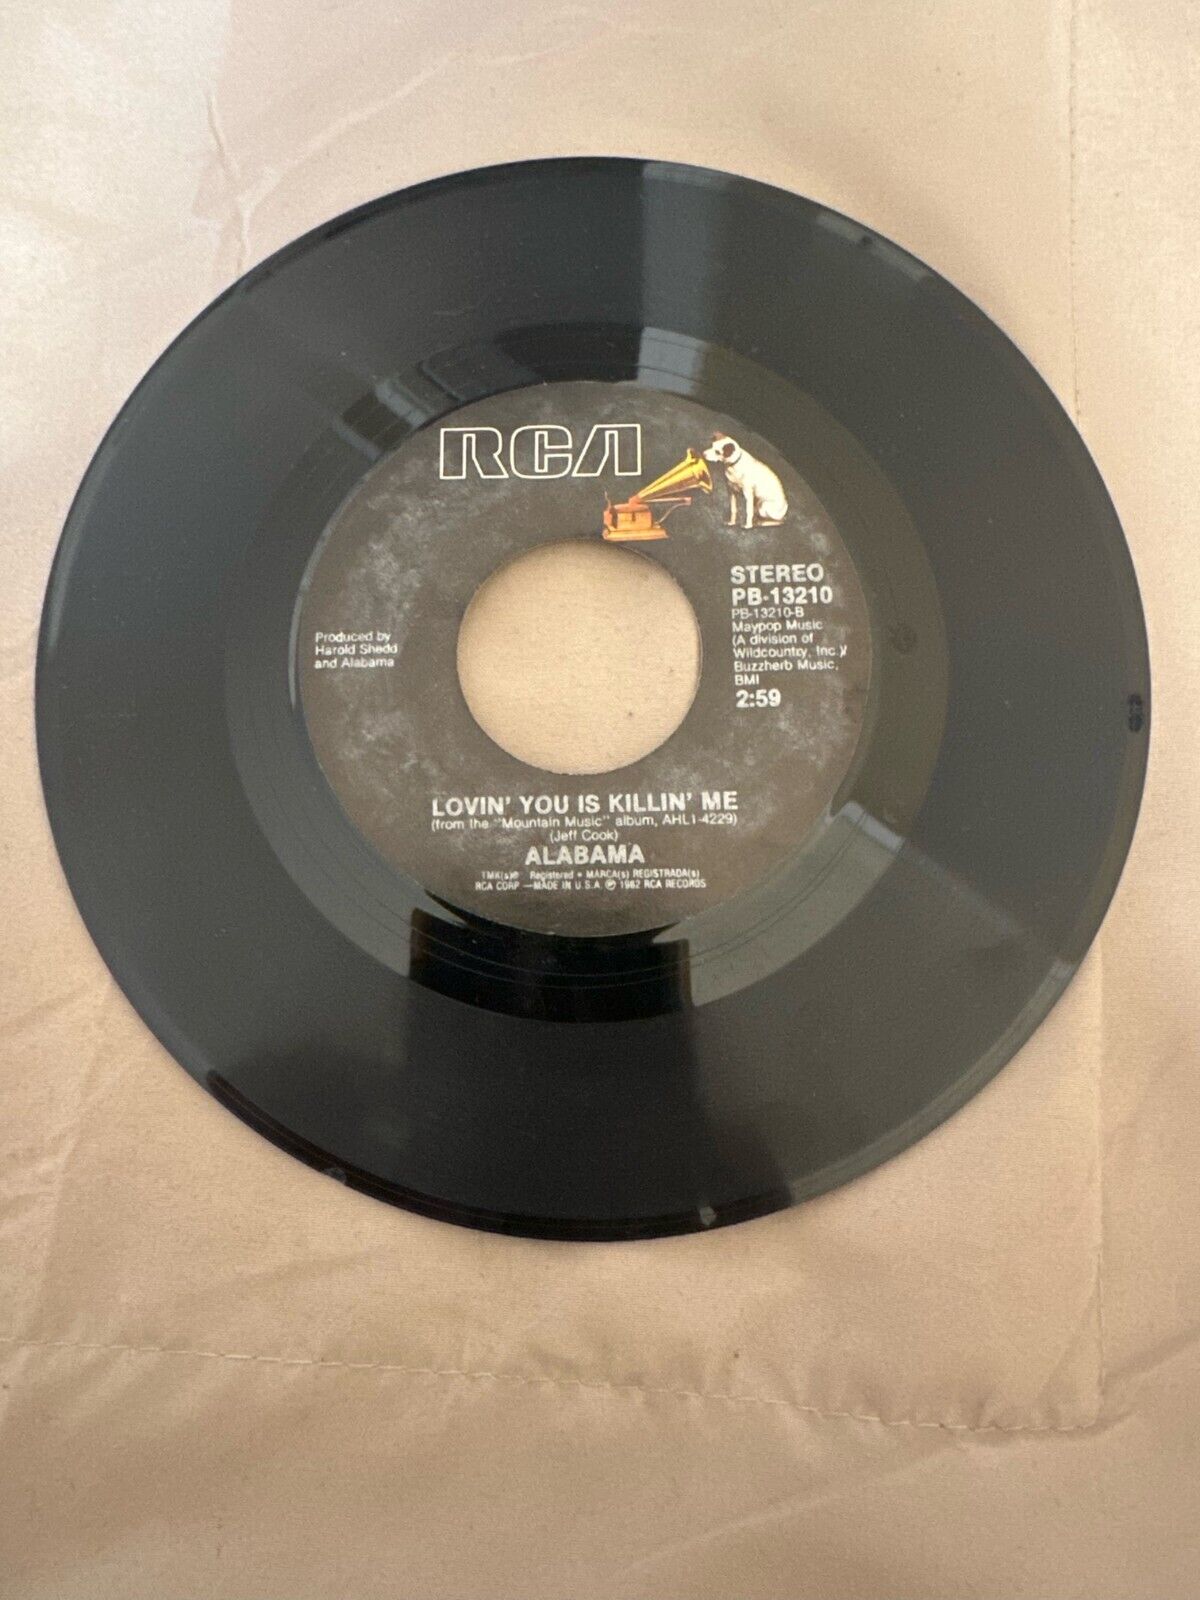 RCA
STEREO
PB-13210
PB-13210-B
Maypop Music
(A division of
Wildcountry, Inc.)/
Buzzherb Music,
BMI
2:59
Produced by
Harold Shedd
and Alabama
LOVIN' YOU IS KILLIN' ME
(from the "Mountain Music" album, AHL1-4229)
(Jeff Cook)
ALABAMA
TMK(s)® Registered • MARCA(s) REGISTRADA(s)
RCA CORP —MADE IN U.S.A. ℗ 1982 RCA RECORDS